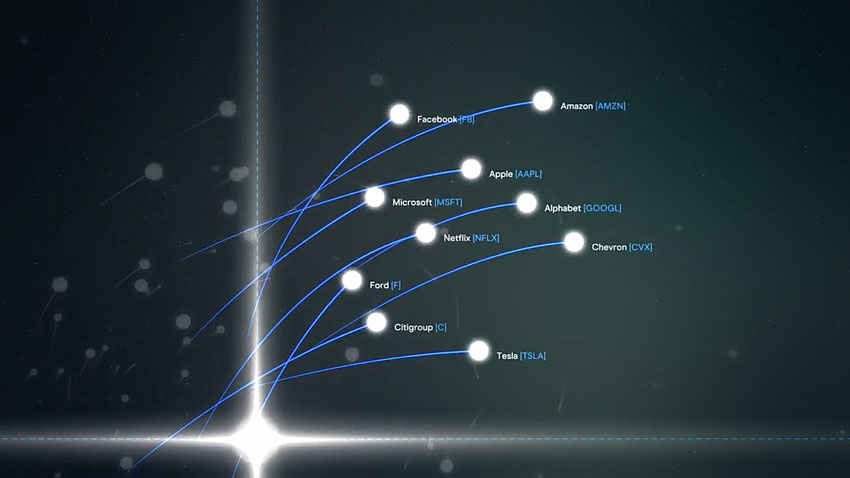 Amazon [AMZN]
Facebook [FB]
Apple [AAPL]
Microsoft [MSFT]
Alphabet [GOOGL]
Netflix [NFLX]
Chevron [CVX]
Ford [F]
Citigroup [C]
Tesla [TSLA]